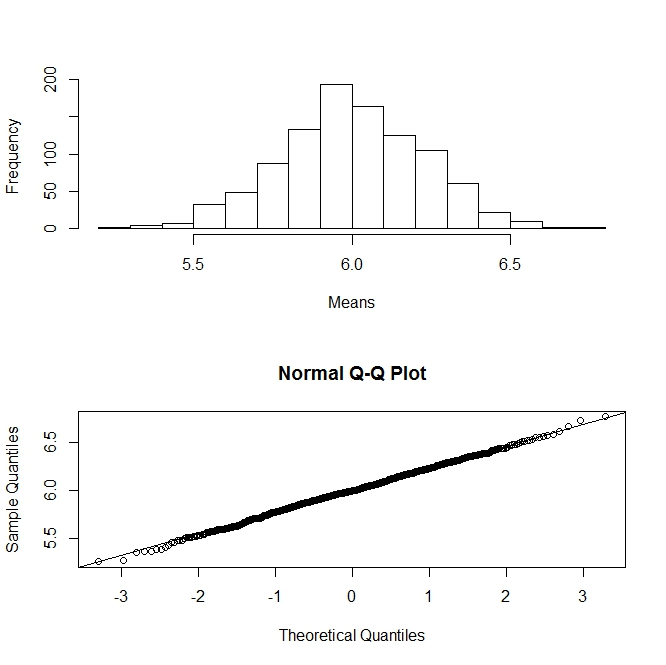 200
100
50
0
Frequency
5.5 6.0 6.5
Means
Normal Q-Q Plot
6.5
6.0
5.5
Sample Quantiles
-3 -2 -1 0 1 2 3
Theoretical Quantiles